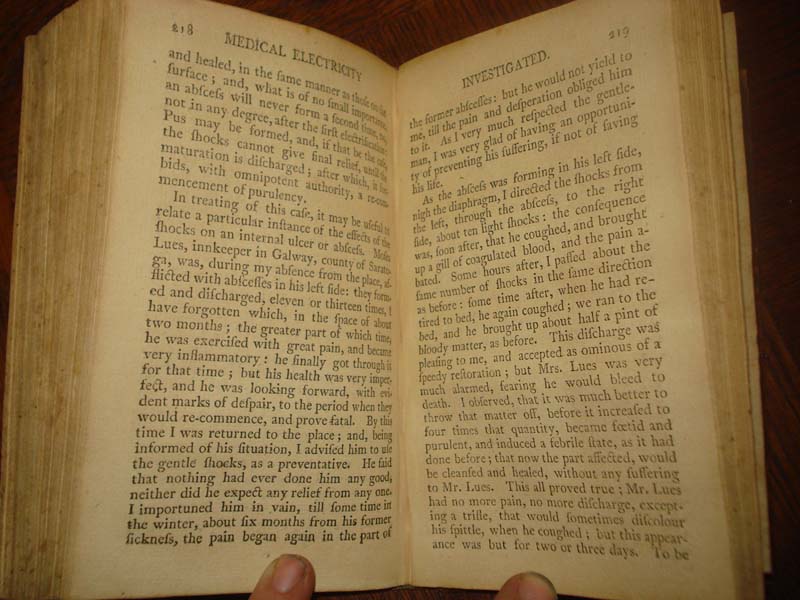 218 MEDICAL ELECTRICITY
and healed, in the ſame manner as thoſe on the
ſurface; and, what is of no ſmall importance,
an abſceſs will never form a ſecond time, if
not in any degree, after the firſt electrification:
Pus may be formed, and, if that be the caſe,
the ſhocks cannot give final relief, until the
maturation is diſcharged; after which, it for-
bids, with omnipotent authority, a re-com-
mencement of purulency.
In treating of this caſe, it may be uſeful to
relate a particular inſtance of the effects of the
ſhocks on an internal ulcer or abſceſs. Moſes
Lues, innkeeper in Galway, county of Sarato-
ga, was, during my abſence from the place, af-
flicted with abſceſſes in his left ſide: they form-
ed and diſcharged, eleven or thirteen times, I
have forgotten which, in the ſpace of about
two months; the greater part of which time,
he was exerciſed with great pain, and became
very inflammatory: he finally got through it
for that time; but his health was very imper-
fect, and he was looking forward, with evi-
dent marks of deſpair, to the period when they
would re-commence, and prove fatal. By this
time I was returned to the place; and, being
informed of his ſituation, I adviſed him to uſe
the gentle ſhocks, as a preventative. He ſaid
that nothing had ever done him any good,
neither did he expect any relief from any one.
I importuned him in vain, till ſome time in
the winter, about ſix months from his former
ſickneſs, the pain began again in the part of
INVESTIGATED. 219
the former abſceſſes: but he would not yield to
me, till the pain and deſperation obliged him
to it. As I very much reſpected the gentle-
man, I was very glad of having an opportuni-
ty of preventing his ſuffering, if not of ſaving
his life.
As the abſceſs was forming in his left ſide,
nigh the diaphragm, I directed the ſhocks from
the left, through the abſceſs, to the right
ſide, about ten light ſhocks: the conſequence
was, ſoon after, that he coughed, and brought
up a gill of coagulated blood, and the pain a-
bated. Some hours after, I paſſed about the
ſame number of ſhocks in the ſame direction
as before: ſome time after, when he had re-
tired to bed, he again coughed; we ran to the
bed, and he brought up about half a pint of
bloody matter, as before. This diſcharge was
pleaſing to me, and accepted as ominous of a
ſpeedy reſtoration; but Mrs. Lues was very
much alarmed, fearing he would bleed to
death. I obſerved, that it was much better to
throw that matter off, before it increaſed to
four times that quantity, became fœtid and
purulent, and induced a febrile ſtate, as it had
done before; that now the part affected, would
be cleanſed and healed, without any ſuffering
to Mr. Lues. This all proved true; Mr. Lues
had no more pain, no more diſcharge, except-
ing a trifle, that would ſometimes diſcolour
his ſpittle, when he coughed; but this appear-
ance was but for two or three days. To be